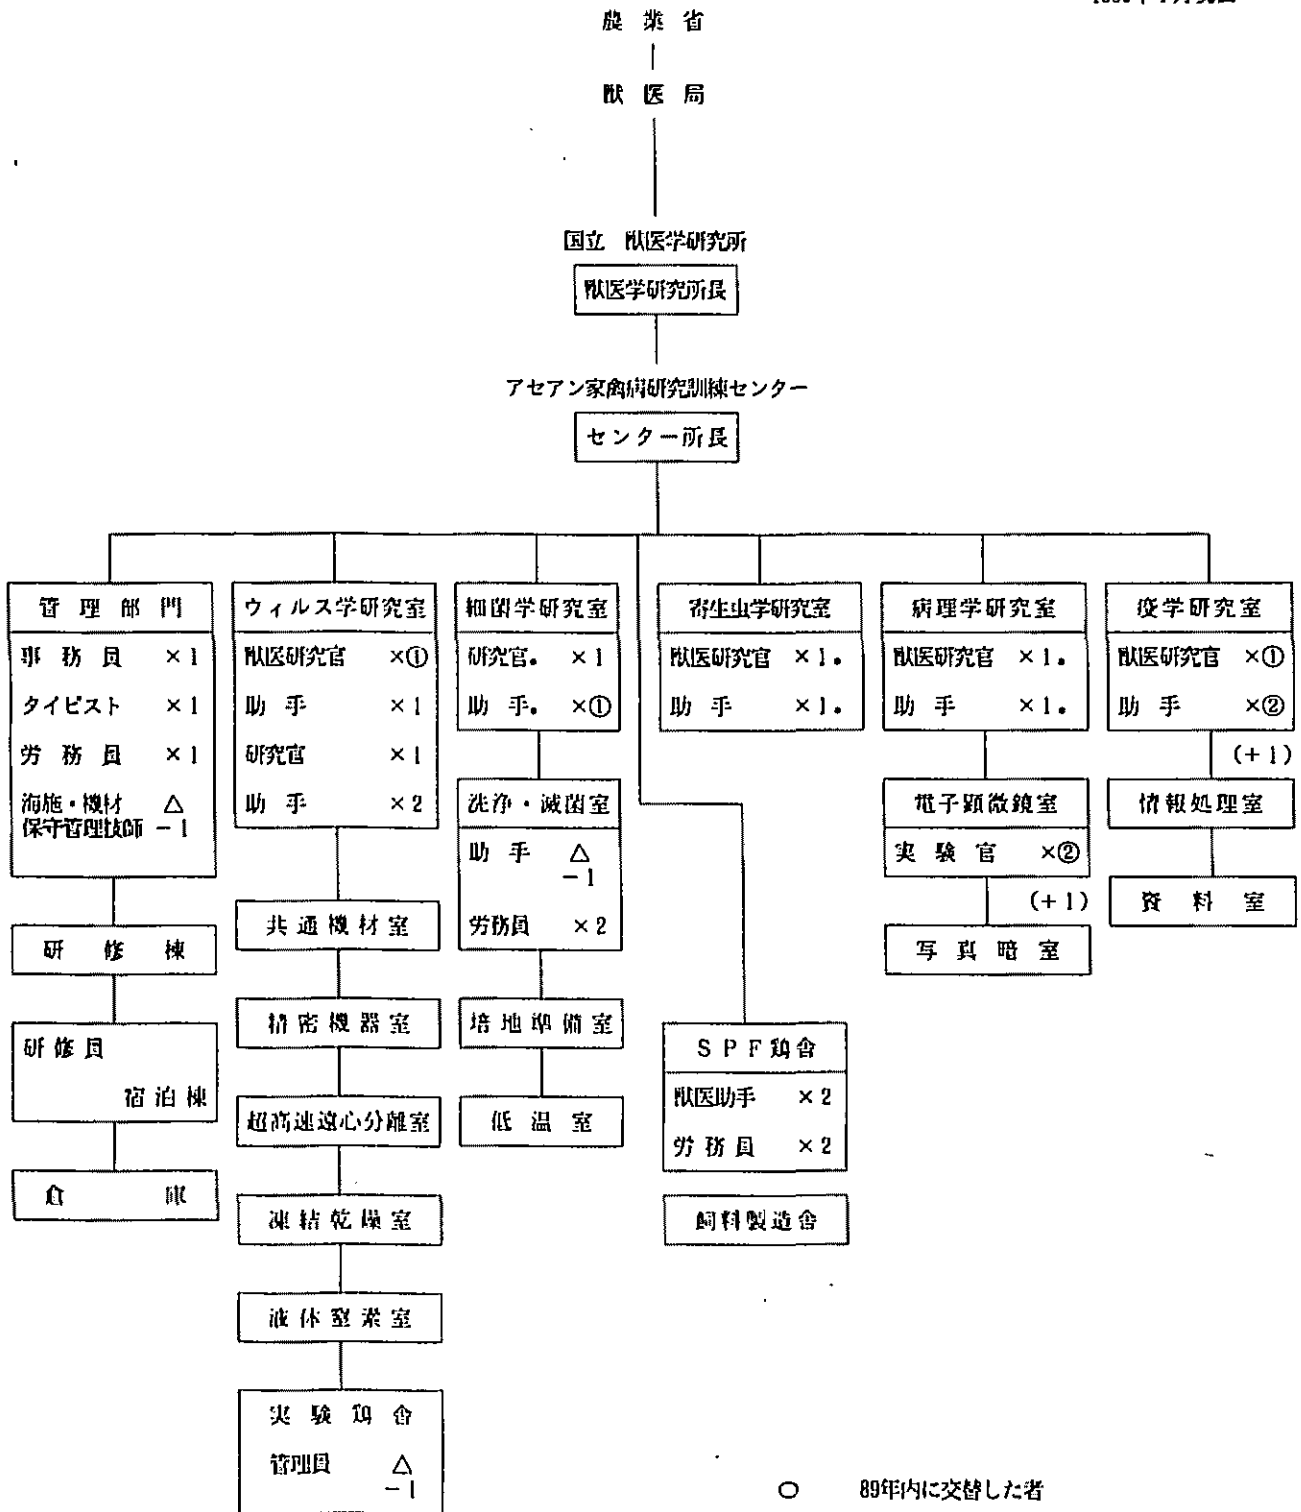 農業省
獣医局
国立 獣医学研究所
獣医学研究所長
アセアン家禽病研究訓練センター
センター所長
管理部門
事務員 ×1
タイピスト ×1
労務員 ×1
海施・機材 △
保守管理技師 -1
研修棟
研修員
宿泊棟
倉庫
ウィルス学研究室
獣医研究官 ×①
助手 ×1
研究官 ×1
助手 ×2
共通機材室
精密機器室
超高速遠心分離室
凍結乾燥室
液体窒素室
実験鶏舎
管理員 △
-1
細菌学研究室
研究官• ×1
助手• ×①
洗浄・滅菌室
助手 △
-1
労務員 ×2
培地準備室
低温室
寄生虫学研究室
獣医研究官 ×1•
助手 ×1•
SPF鶏舎
獣医助手 ×2
労務員 ×2
飼料製造舎
病理学研究室
獣医研究官 ×1•
助手 ×1•
電子顕微鏡室
実験官 ×②
(+1)
写真暗室
疫学研究室
獣医研究官 ×①
助手 ×②
(+1)
情報処理室
資料室
○ 89年内に交替した者